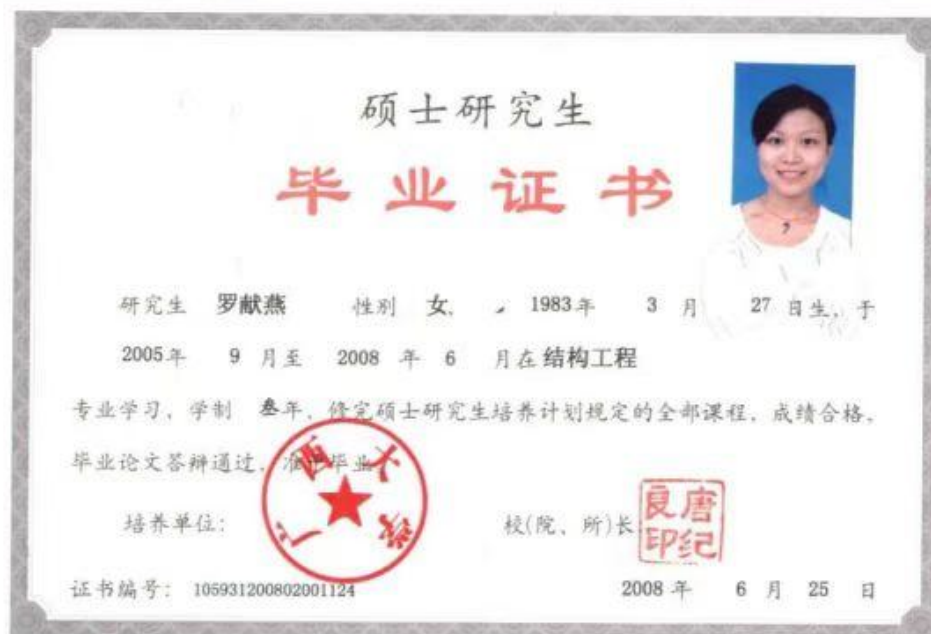 硕士研究生
毕业证书
研究生 罗献燕 性别 女, 1983年 3 月 27 日生, 于
2005年 9 月至 2008 年 6 月在 结构工程
专业学习, 学制 叁年, 修完硕士研究生培养计划规定的全部课程, 成绩合格,
毕业论文答辩通过, 准予毕业。
广西大学
培养单位:
校(院、所)长
唐纪良印
证书编号: 105931200802001124
2008 年 6 月 25 日